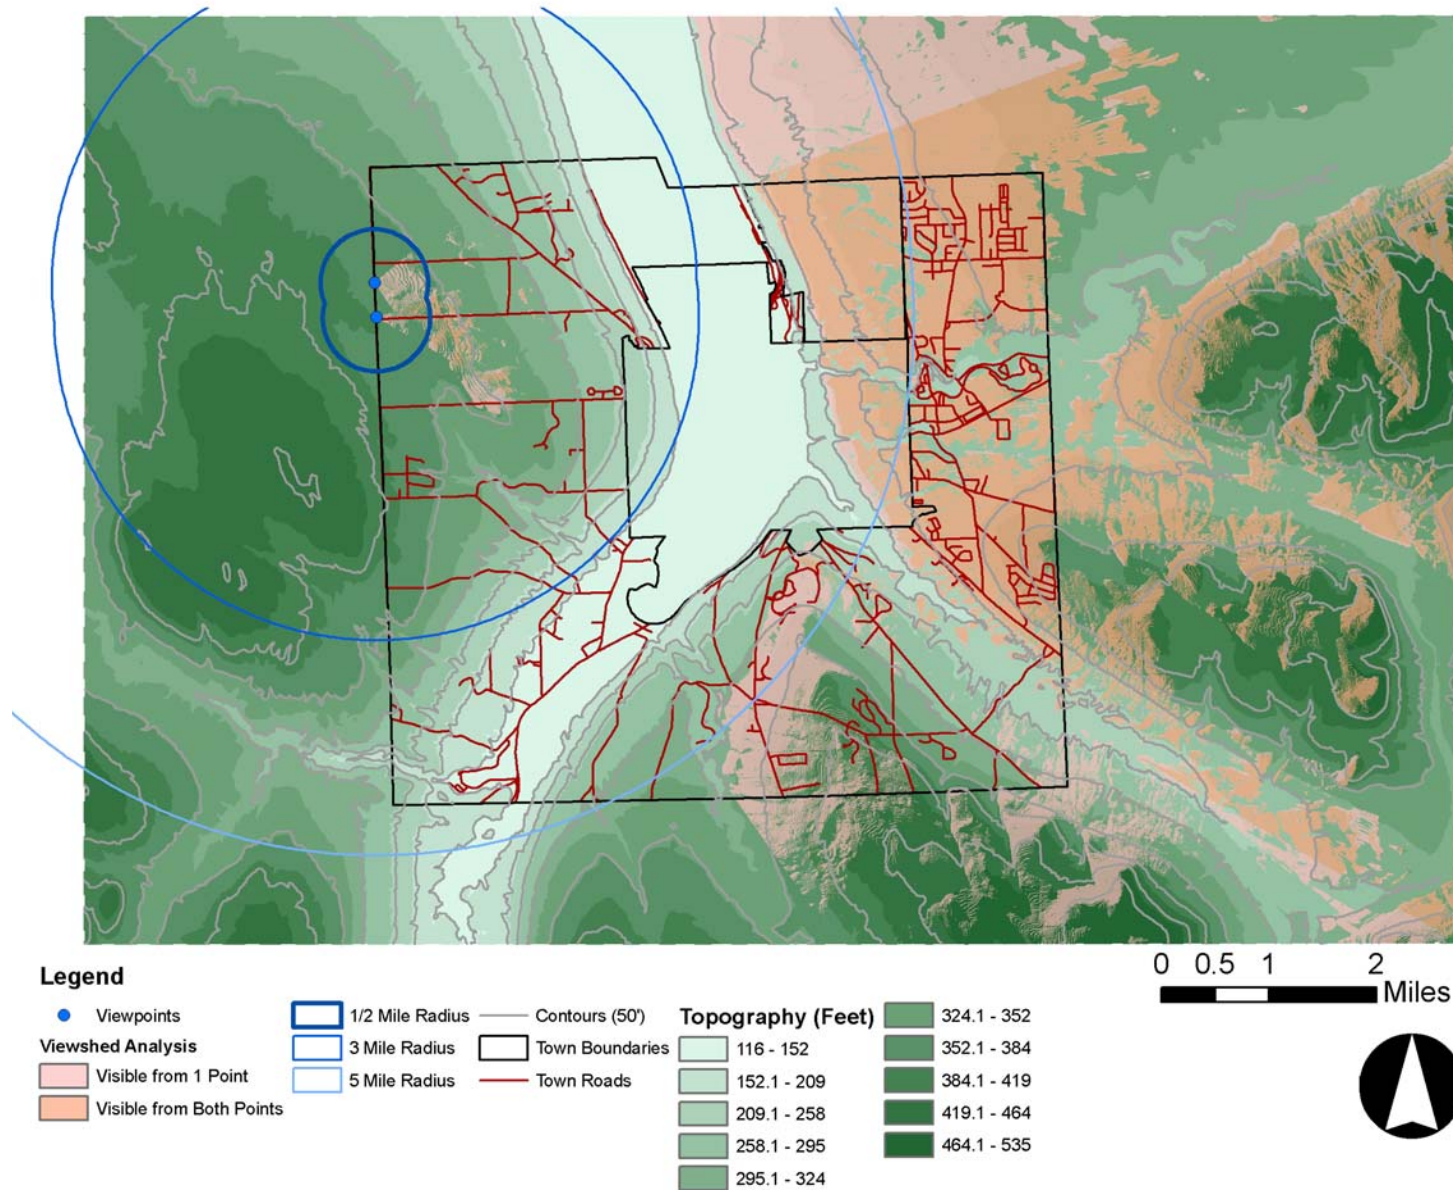 0 0.5 1 2
Miles
Legend
Viewpoints
Viewshed Analysis
Visible from 1 Point
Visible from Both Points
1/2 Mile Radius
3 Mile Radius
5 Mile Radius
Contours (50')
Town Boundaries
Town Roads
Topography (Feet)
116 - 152
152.1 - 209
209.1 - 258
258.1 - 295
295.1 - 324
324.1 - 352
352.1 - 384
384.1 - 419
419.1 - 464
464.1 - 535